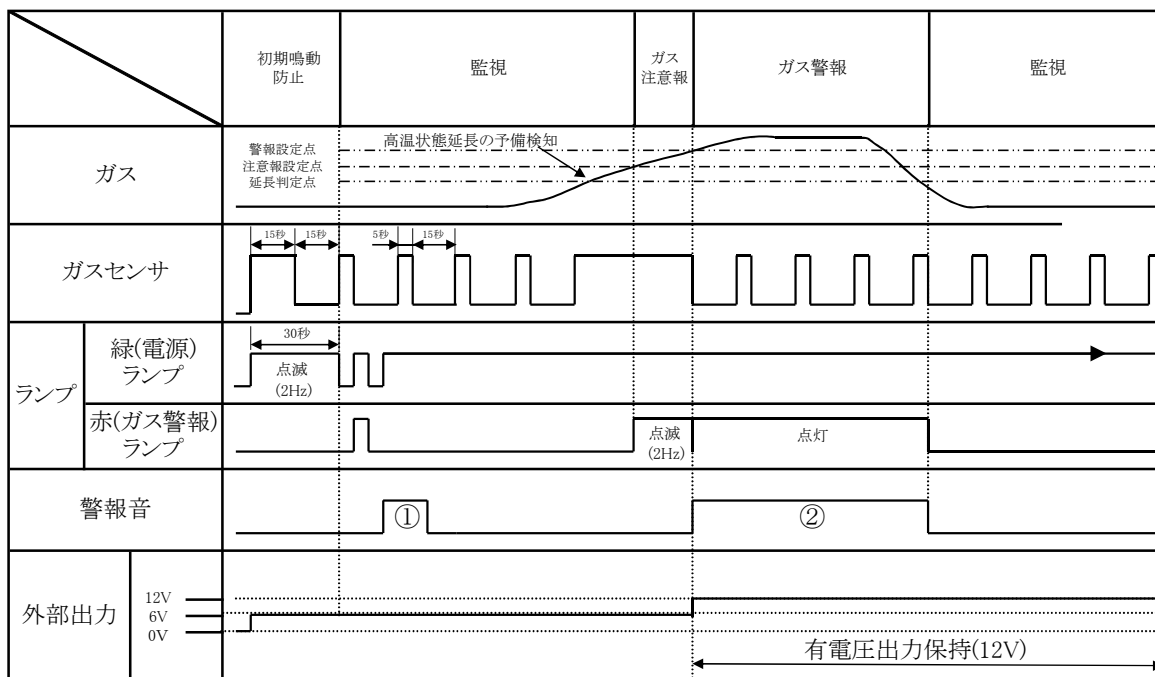 初期鳴動
防止
監視
ガス
注意報
ガス警報
監視
ガス
警報設定点
注意報設定点
延長判定点
高温状態延長の予備検知
ガスセンサ
15秒
15秒
5秒
15秒
ランプ
緑(電源)
ランプ
30秒
点滅
(2Hz)
赤(ガス警報)
ランプ
点滅
(2Hz)
点灯
警報音
①
②
外部出力
12V
6V
0V
有電圧出力保持(12V)